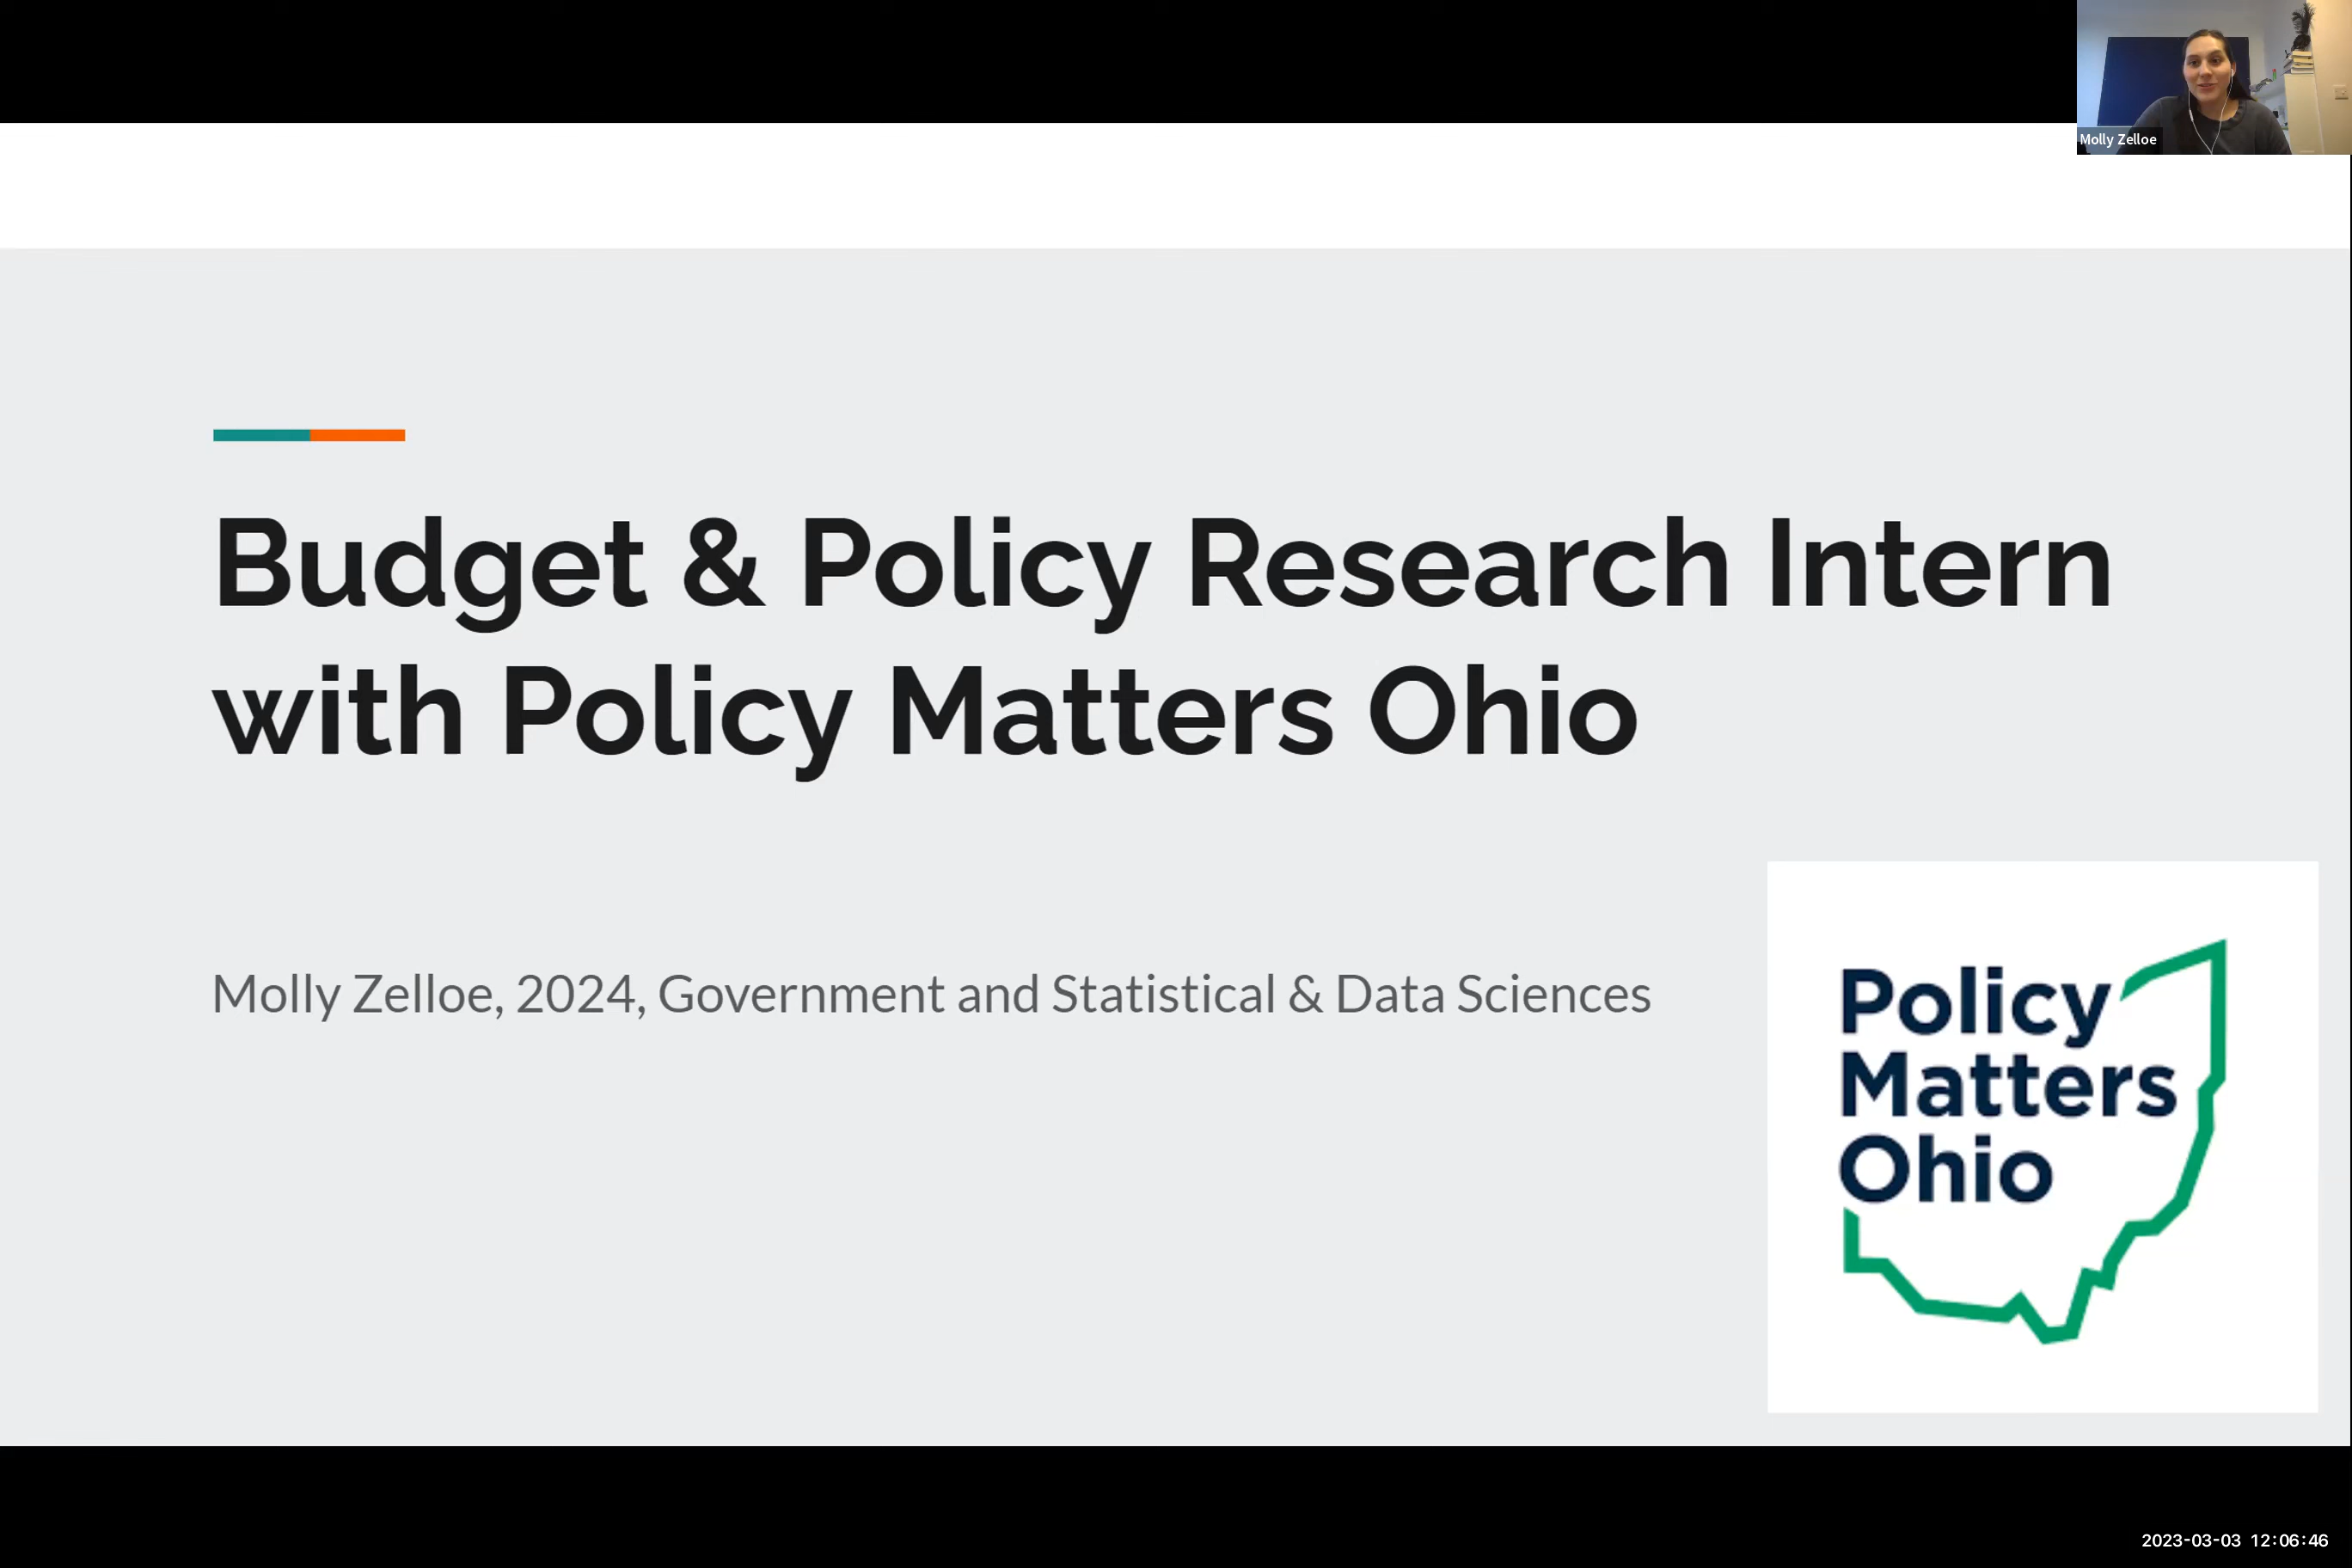 Molly Zelloe
Budget & Policy Research Intern
with Policy Matters Ohio
Molly Zelloe, 2024, Government and Statistical & Data Sciences
Policy
Matters
Ohio
2023-03-03 12:06:46